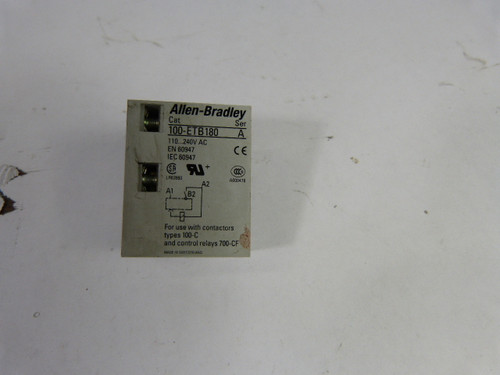 Allen-Bradley
Cat Ser
100-ETB180 A
110...240V AC
EN 60947
IEC 60947
CE
A1 B2 A2
For use with contactors
types 100-C
and control relays 700-CF